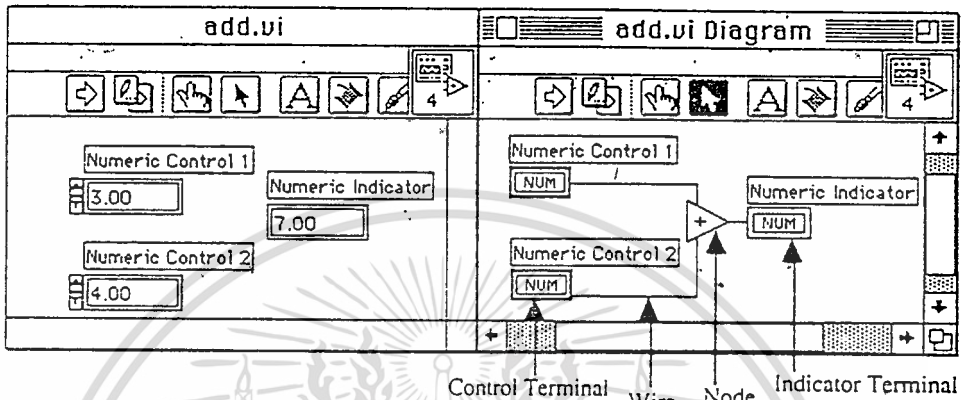 add.vi
4
Numeric Control 1
3.00
Numeric Indicator
7.00
Numeric Control 2
4.00
add.vi Diagram
A
4
Numeric Control 1
NUM
Numeric Indicator
NUM
+
Numeric Control 2
NUM
Control Terminal
Wire
Node
Indicator Terminal